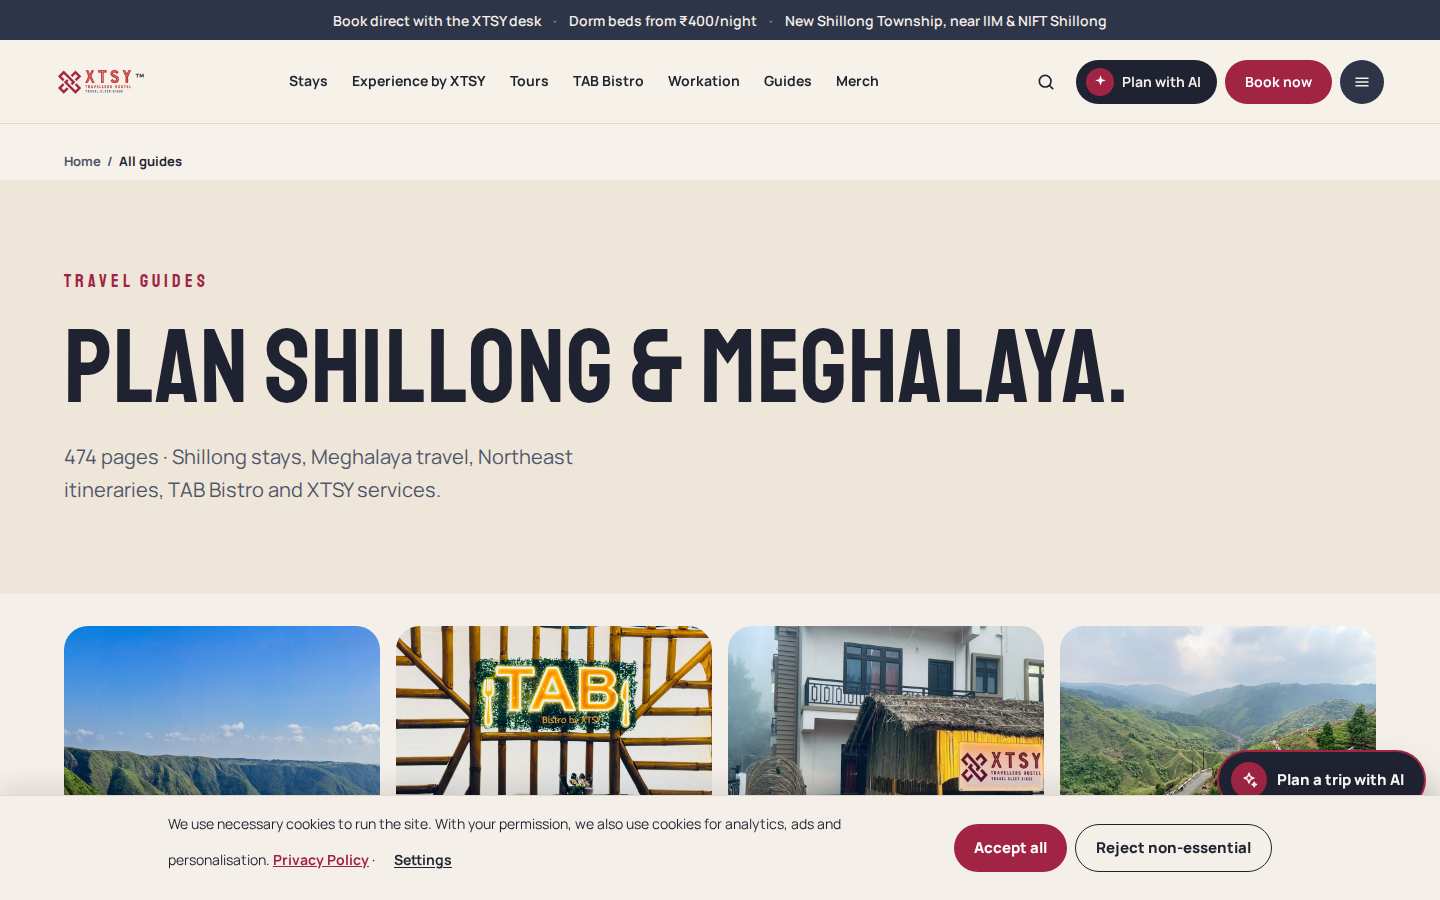 Book direct with the XTSY desk · Dorm beds from ₹400/night · New Shillong Township, near IIM & NIFT Shillong
XTSY™
TRAVELLERS HOSTEL
Stays Experience by XTSY Tours TAB Bistro Workation Guides Merch
Plan with AI
Book now
Home / All guides
TRAVEL GUIDES
PLAN SHILLONG & MEGHALAYA.
474 pages · Shillong stays, Meghalaya travel, Northeast
itineraries, TAB Bistro and XTSY services.
TAB
Bistro by XTSY
XTSY
TRAVELLERS HOSTEL
Plan a trip with AI
We use necessary cookies to run the site. With your permission, we also use cookies for analytics, ads and
personalisation. Privacy Policy · Settings
Accept all
Reject non-essential